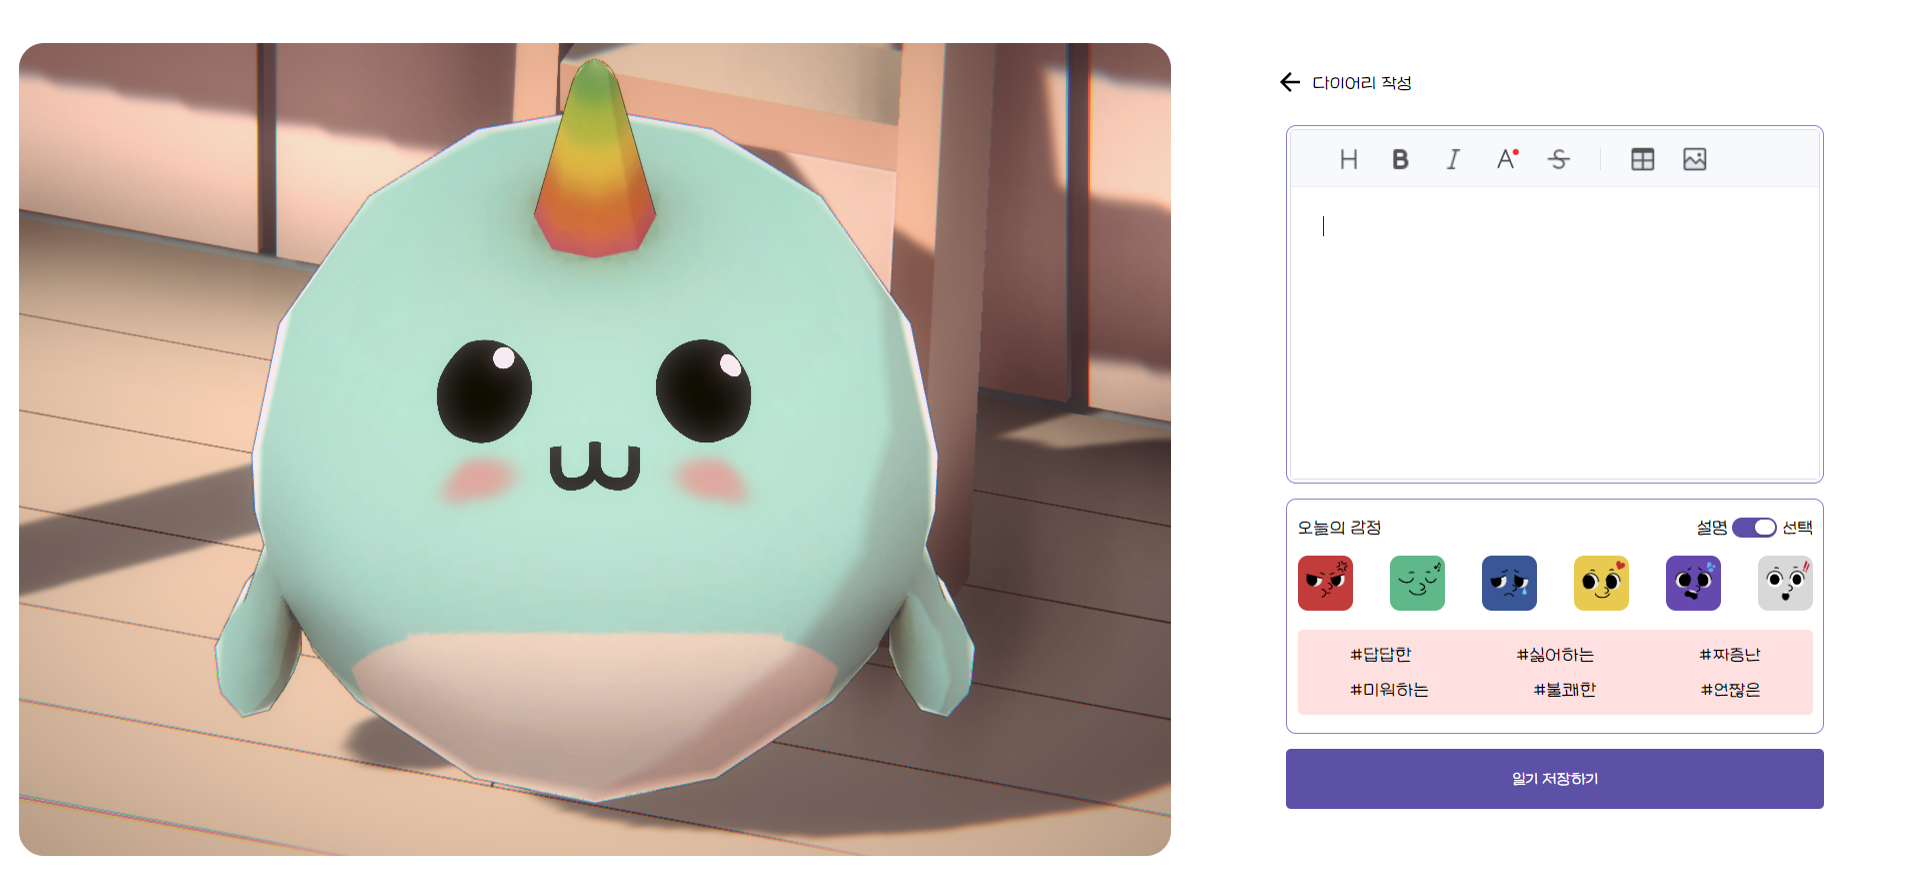 다이어리 작성
H B I A S
오늘의 감정
설명 선택
#답답한 #싫어하는 #짜증난
#미워하는 #불쾌한 #언짢은
일기 저장하기